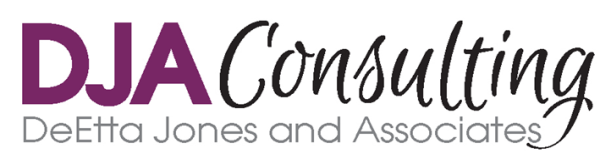 DJA Consulting
DeEtta Jones and Associates